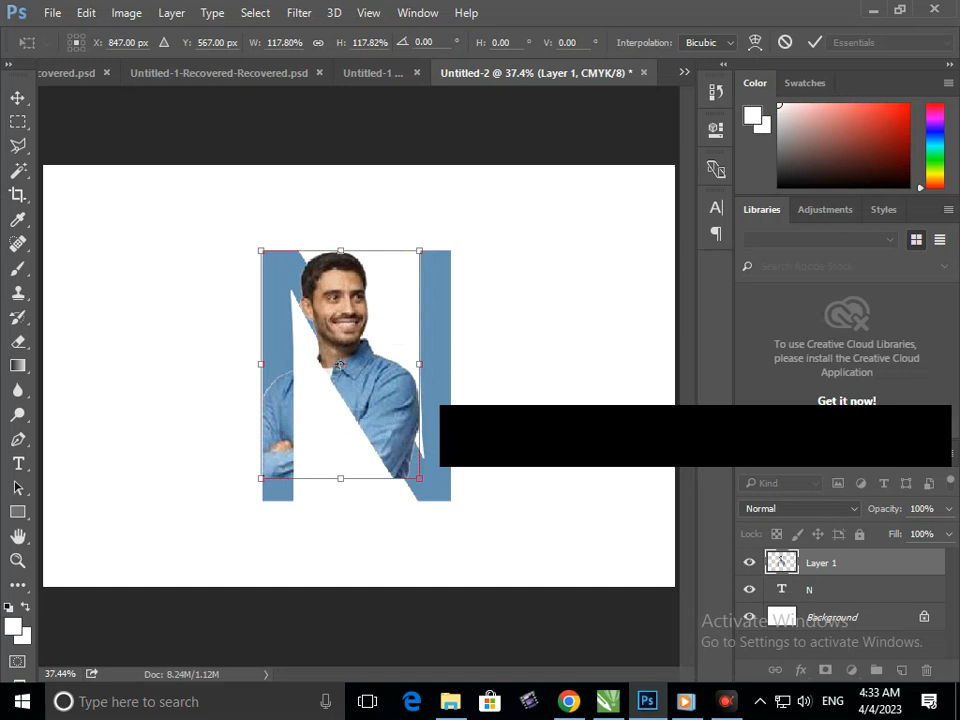 Ps File Edit Image Layer Type Select Filter 3D View Window Help
X: 847.00 px Y: 567.00 px W: 117.80% H: 117.82% 0.00 ° H: 0.00 ° V: 0.00 ° Interpolation: Bicubic Essentials
covered.psd × Untitled-1-Recovered-Recovered.psd × Untitled-1 ... × Untitled-2 @ 37.4% (Layer 1, CMYK/8) * ×
Color Swatches
Libraries Adjustments Styles
Search Adobe Stock
To use Creative Cloud Libraries,
please install the Creative Cloud
Application
Get it now!
Kind
Normal Opacity: 100%
Lock: Fill: 100%
Layer 1
T N
Background
Activate Windows
Go to Settings to activate Windows.
37.44% Doc: 8.24M/1.12M
Type here to search
ENG
4:33 AM
4/4/2023